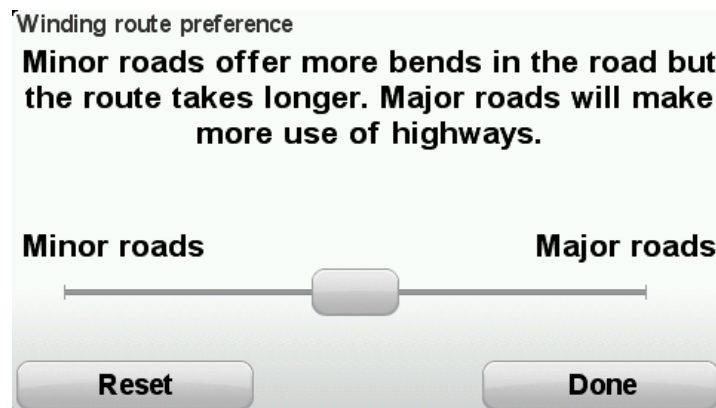 Winding route preference
Minor roads offer more bends in the road but
the route takes longer. Major roads will make
more use of highways.
Minor roads
Major roads
Reset
Done